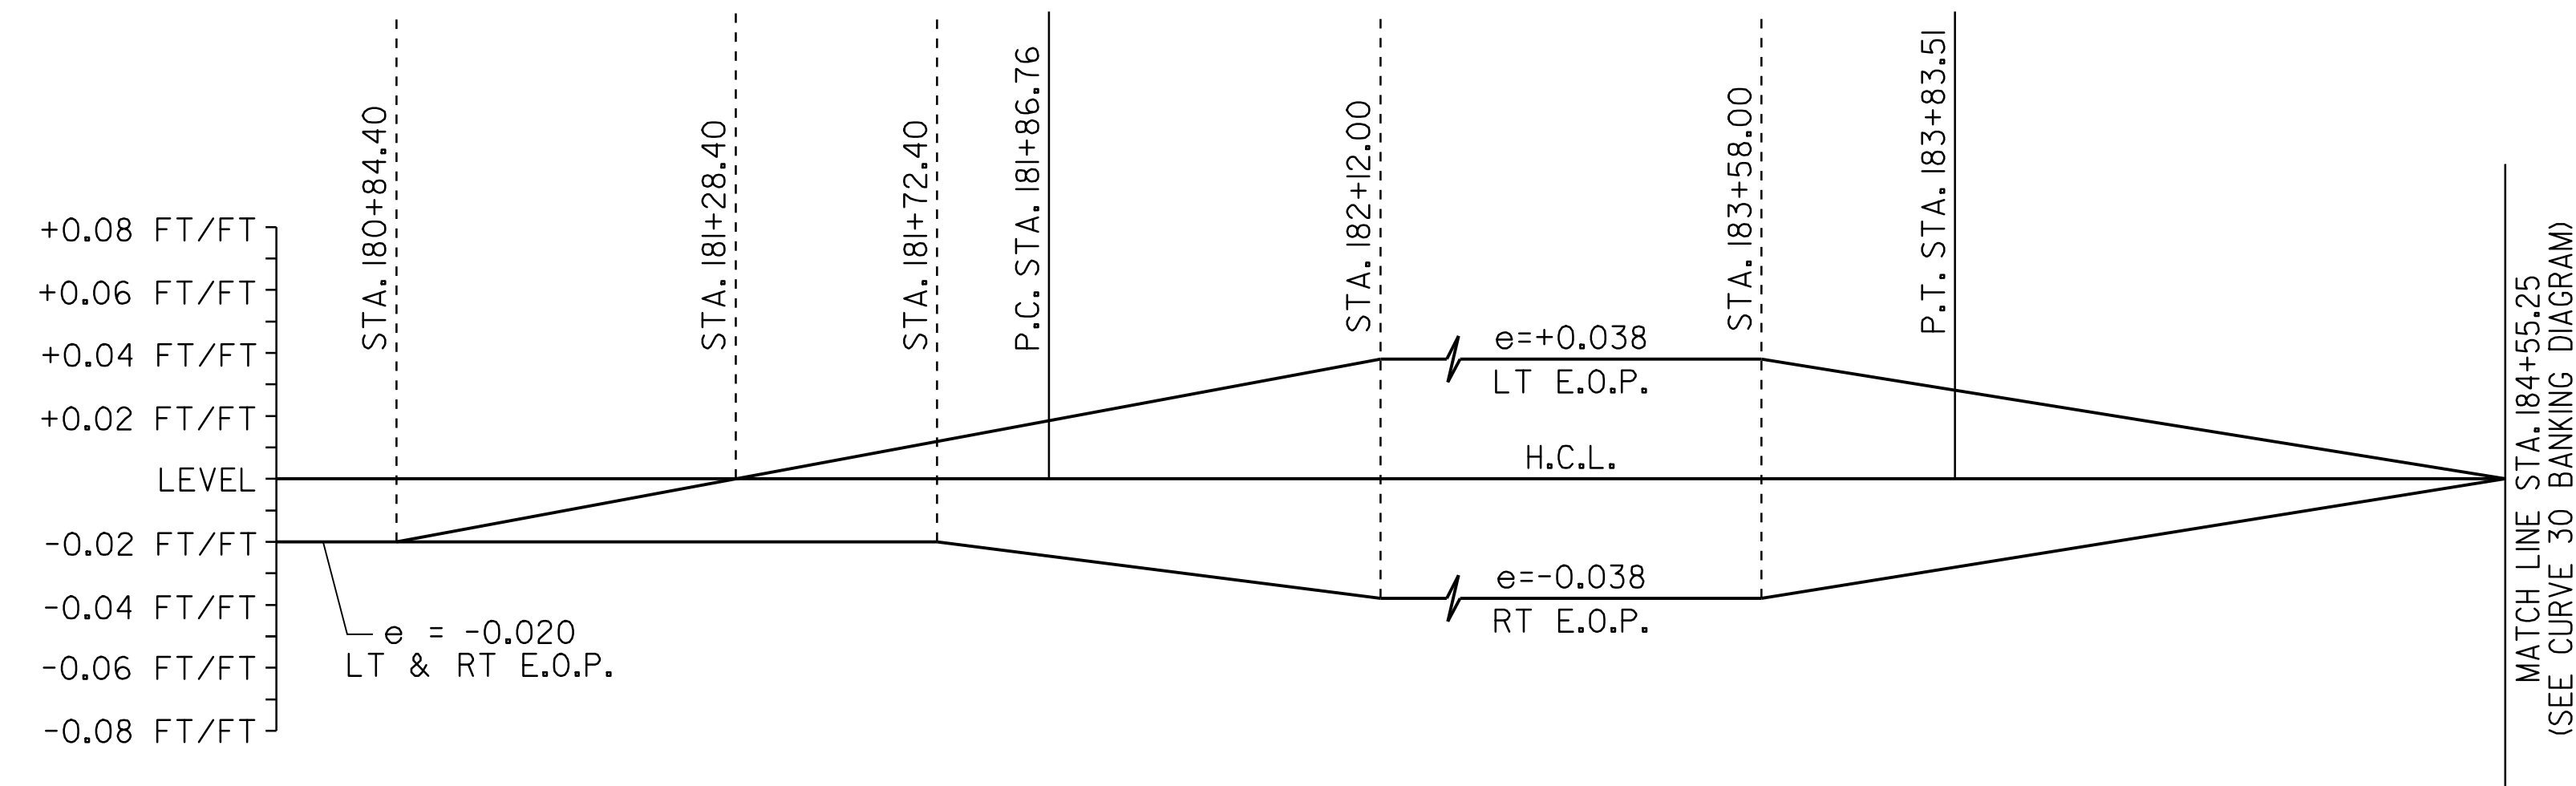 STA. 180+84.40
STA. 181+28.40
STA. 181+72.40
P.C. STA. 181+86.76
STA. 182+12.00
STA. 183+58.00
P.T. STA. 183+83.51
MATCH LINE STA. 184+55.25
(SEE CURVE 30 BANKING DIAGRAM)
+0.08 FT/FT
+0.06 FT/FT
+0.04 FT/FT
+0.02 FT/FT
LEVEL
-0.02 FT/FT
-0.04 FT/FT
-0.06 FT/FT
-0.08 FT/FT
e=+0.038
LT E.O.P.
H.C.L.
e=-0.038
RT E.O.P.
e = -0.020
LT & RT E.O.P.